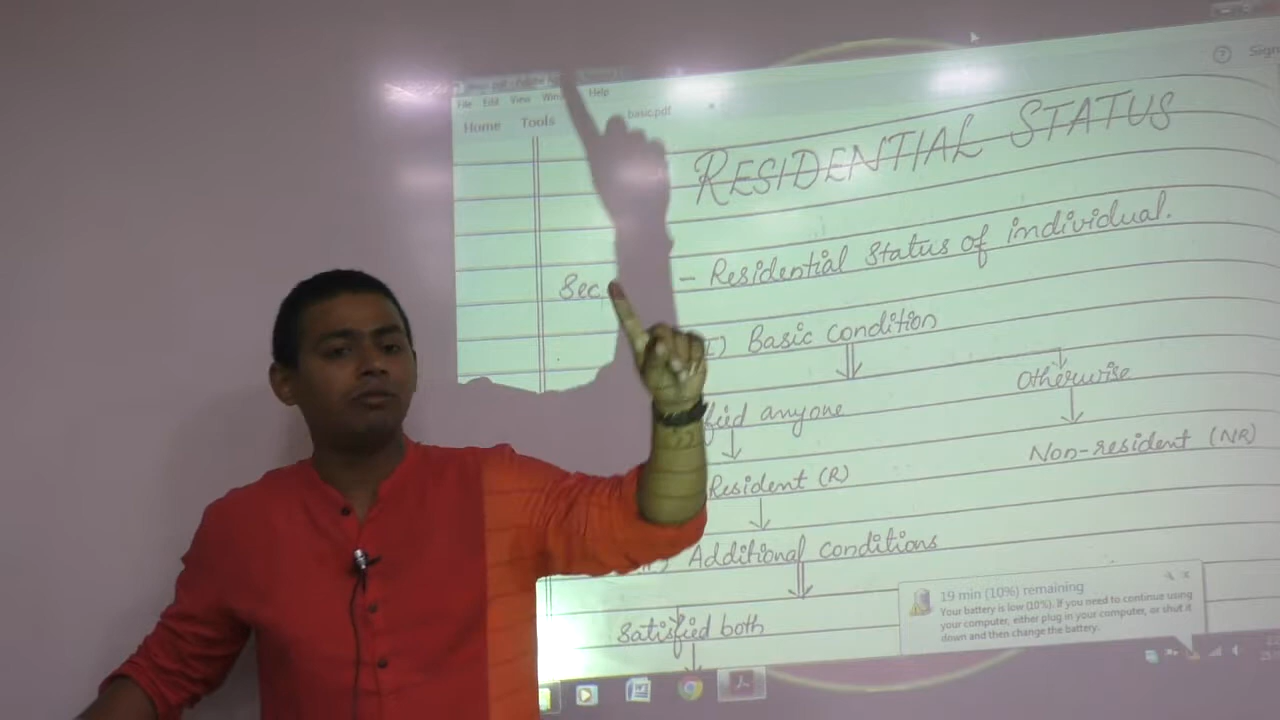 File Edit View Help
Home Tools
basic.pdf
Sign
RESIDENTIAL STATUS
Sec. - Residential status of individual.
Basic condition
anyone
Otherwise
Resident (R)
Non-resident (NR)
Additional conditions
Satisfied both
19 min (10%) remaining
Your battery is low (10%). If you need to continue using
your computer, either plug in your computer, or shut it
down and then change the battery.